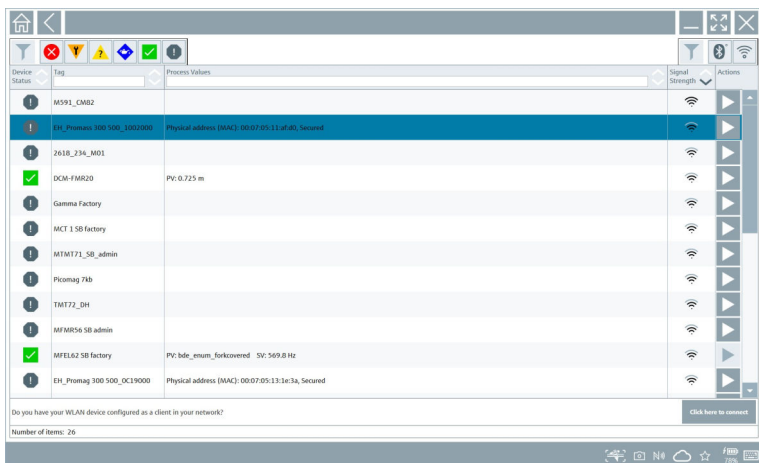 Device Status Tag Process Values Signal Strength Actions
M591_CMB2
EH_Promass 300 500_1002000 Physical address (MAC): 00:07:05:11:af:d0, Secured
2618_234_M01
DCM-FMR20 PV: 0.725 m
Gamma Factory
MCT 1 SB factory
MTMT71_SB_admin
Picomag 7kb
TMT72_DH
MFMR56 SB admin
MFEL62 SB factory PV: bde_enum_forkcovered SV: 569.8 Hz
EH_Promag 300 500_0C19000 Physical address (MAC): 00:07:05:13:1e:3a, Secured
Do you have your WLAN device configured as a client in your network? Click here to connect
Number of items: 26
78%